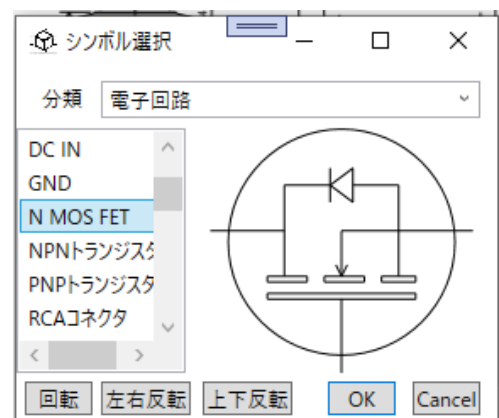 シンボル選択
分類 電子回路
DC IN
GND
N MOS FET
NPNトランジスタ
PNPトランジスタ
RCAコネクタ
回転 左右反転 上下反転 OK Cancel